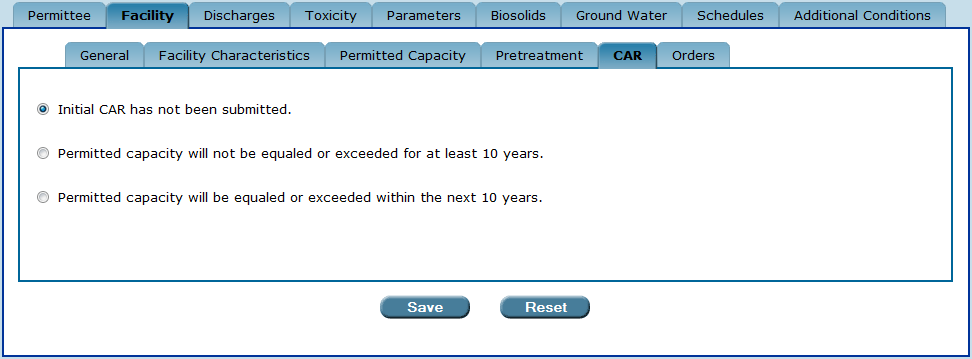 Permittee Facility Discharges Toxicity Parameters Biosolids Ground Water Schedules Additional Conditions
General Facility Characteristics Permitted Capacity Pretreatment CAR Orders
Initial CAR has not been submitted.
Permitted capacity will not be equaled or exceeded for at least 10 years.
Permitted capacity will be equaled or exceeded within the next 10 years.
Save Reset